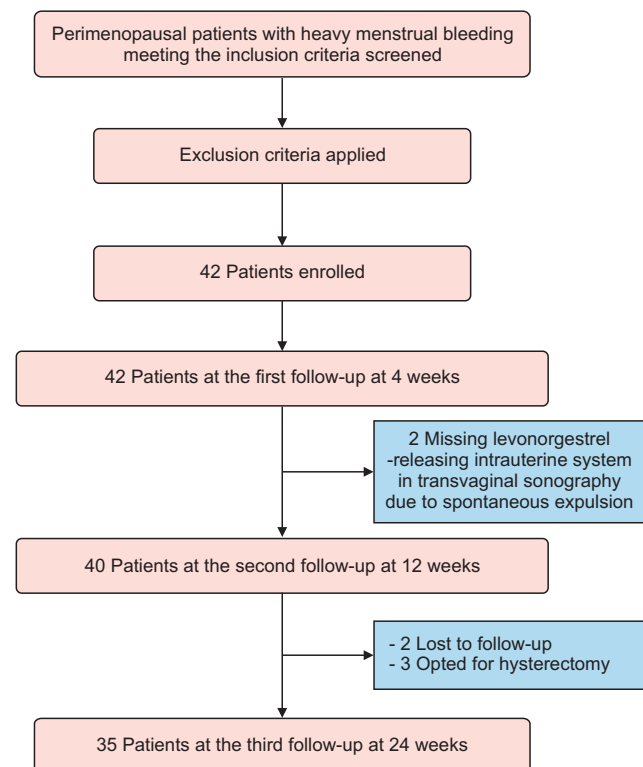 Perimenopausal patients with heavy menstrual bleeding
meeting the inclusion criteria screened
Exclusion criteria applied
42 Patients enrolled
42 Patients at the first follow-up at 4 weeks
2 Missing levonorgestrel
-releasing intrauterine system
in transvaginal sonography
due to spontaneous expulsion
40 Patients at the second follow-up at 12 weeks
- 2 Lost to follow-up
- 3 Opted for hysterectomy
35 Patients at the third follow-up at 24 weeks